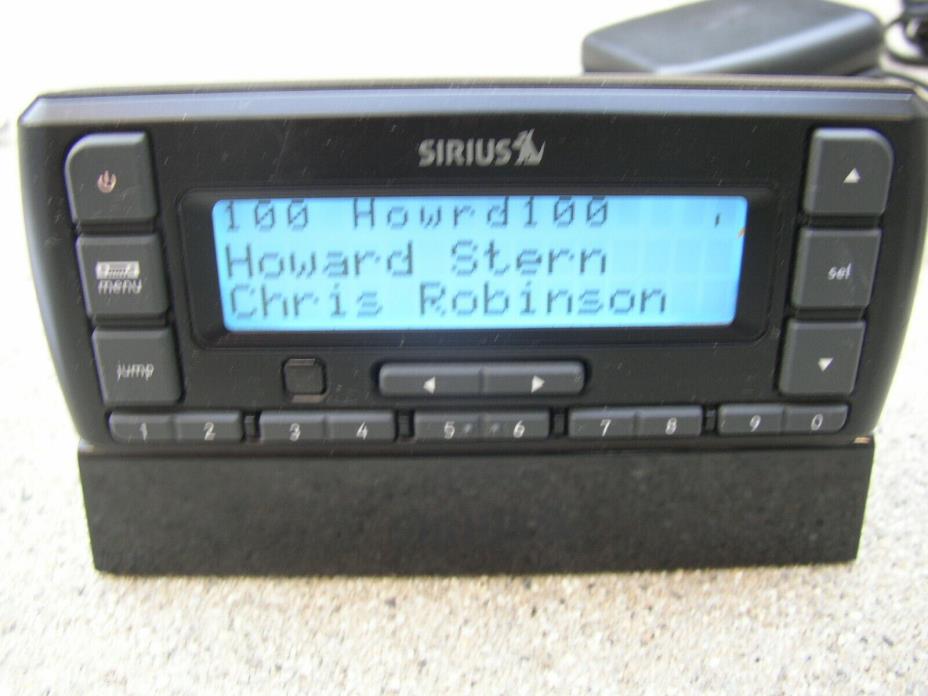 SIRIUS
100 Howrd100
Howard Stern
Chris Robinson
menu
sel
jump
1 2 3 4 5 6 7 8 9 0